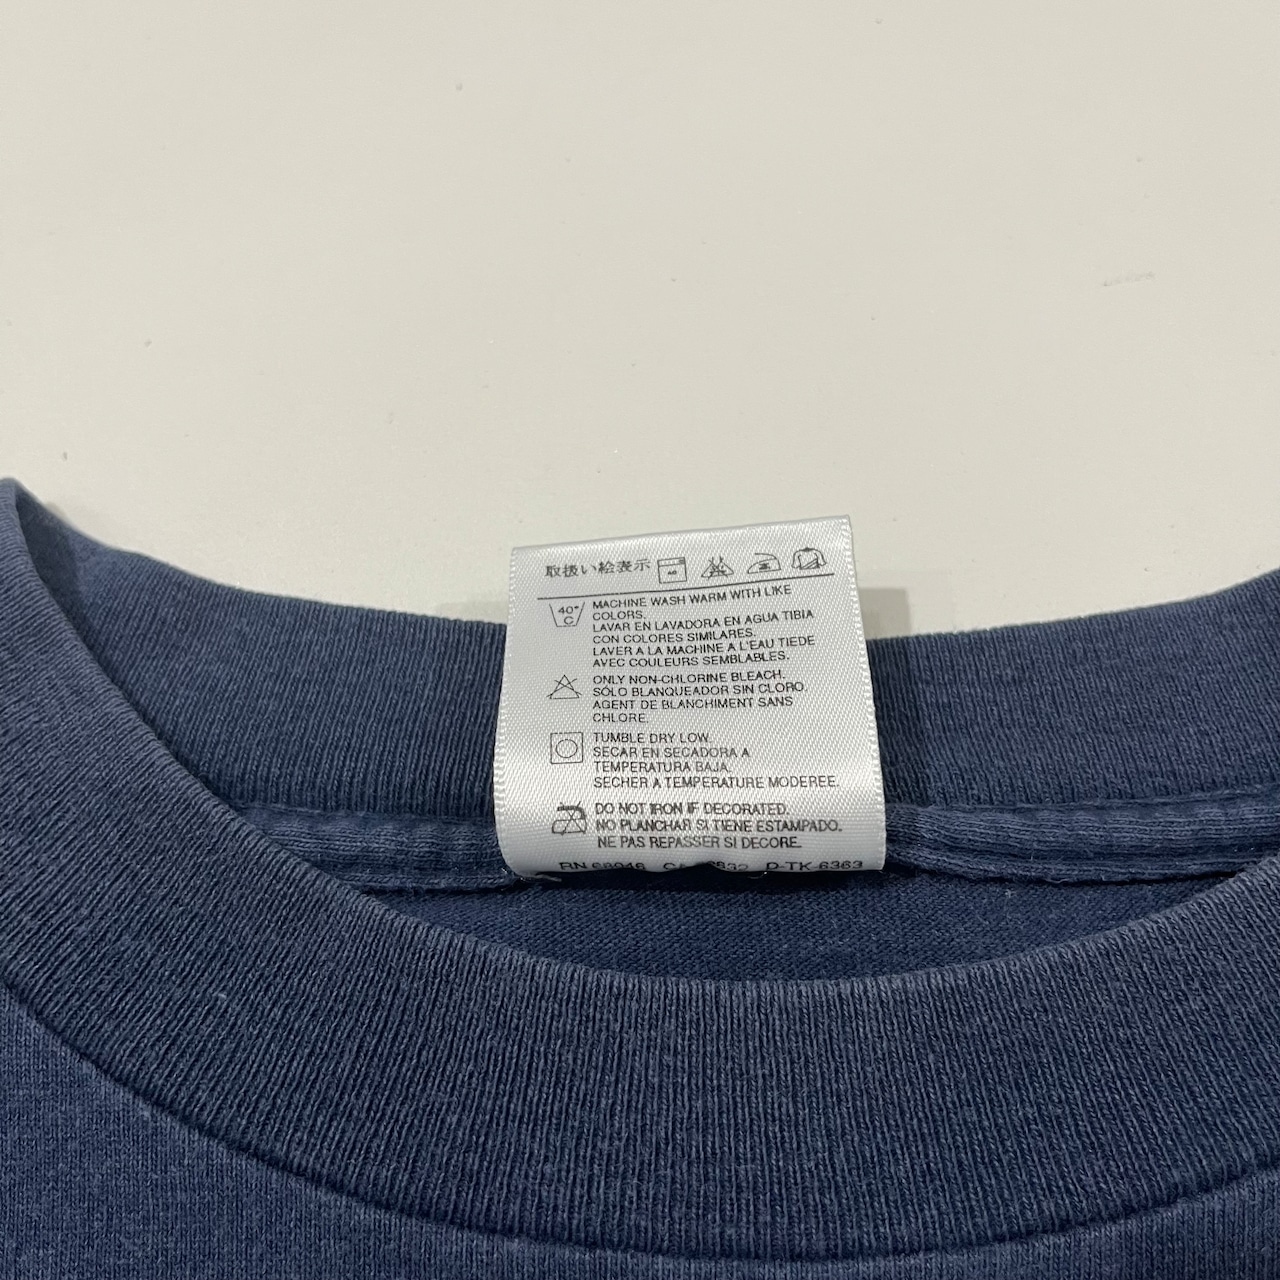 取扱い絵表示 40
40° C MACHINE WASH WARM WITH LIKE
COLORS.
LAVAR EN LAVADORA EN AGUA TIBIA
CON COLORES SIMILARES.
LAVER A LA MACHINE A L'EAU TIEDE
AVEC COULEURS SEMBLABLES.
ONLY NON-CHLORINE BLEACH.
SÓLO BLANQUEADOR SIN CLORO.
AGENT DE BLANCHIMENT SANS
CHLORE.
TUMBLE DRY LOW.
SECAR EN SECADORA A
TEMPERATURA BAJA.
SECHER A TEMPERATURE MODEREE.
DO NOT IRON IF DECORATED.
NO PLANCHAR SI TIENE ESTAMPADO.
NE PAS REPASSER SI DECORE.
RN D-TK-6363